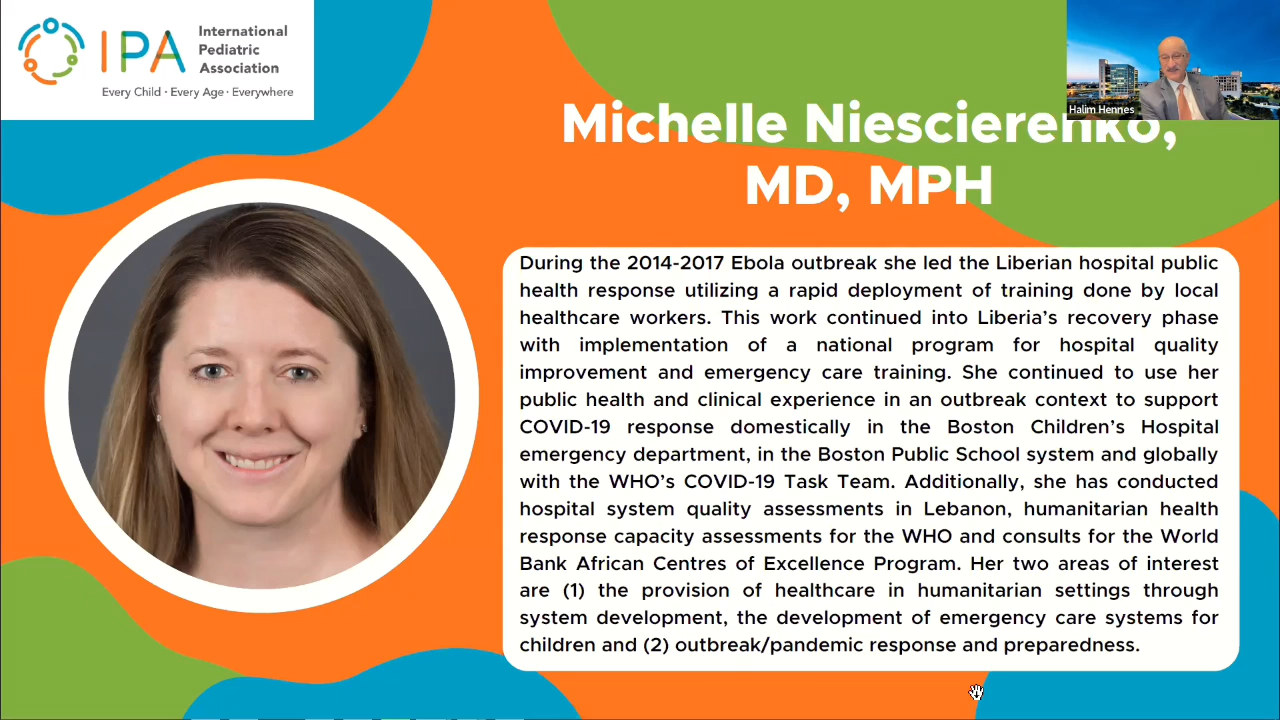 IPA
International
Pediatric
Association
Every Child · Every Age · Everywhere
Halim Hennes
Michelle Niescierenko,
MD, MPH
During the 2014-2017 Ebola outbreak she led the Liberian hospital public
health response utilizing a rapid deployment of training done by local
healthcare workers. This work continued into Liberia’s recovery phase
with implementation of a national program for hospital quality
improvement and emergency care training. She continued to use her
public health and clinical experience in an outbreak context to support
COVID-19 response domestically in the Boston Children’s Hospital
emergency department, in the Boston Public School system and globally
with the WHO’s COVID-19 Task Team. Additionally, she has conducted
hospital system quality assessments in Lebanon, humanitarian health
response capacity assessments for the WHO and consults for the World
Bank African Centres of Excellence Program. Her two areas of interest
are (1) the provision of healthcare in humanitarian settings through
system development, the development of emergency care systems for
children and (2) outbreak/pandemic response and preparedness.